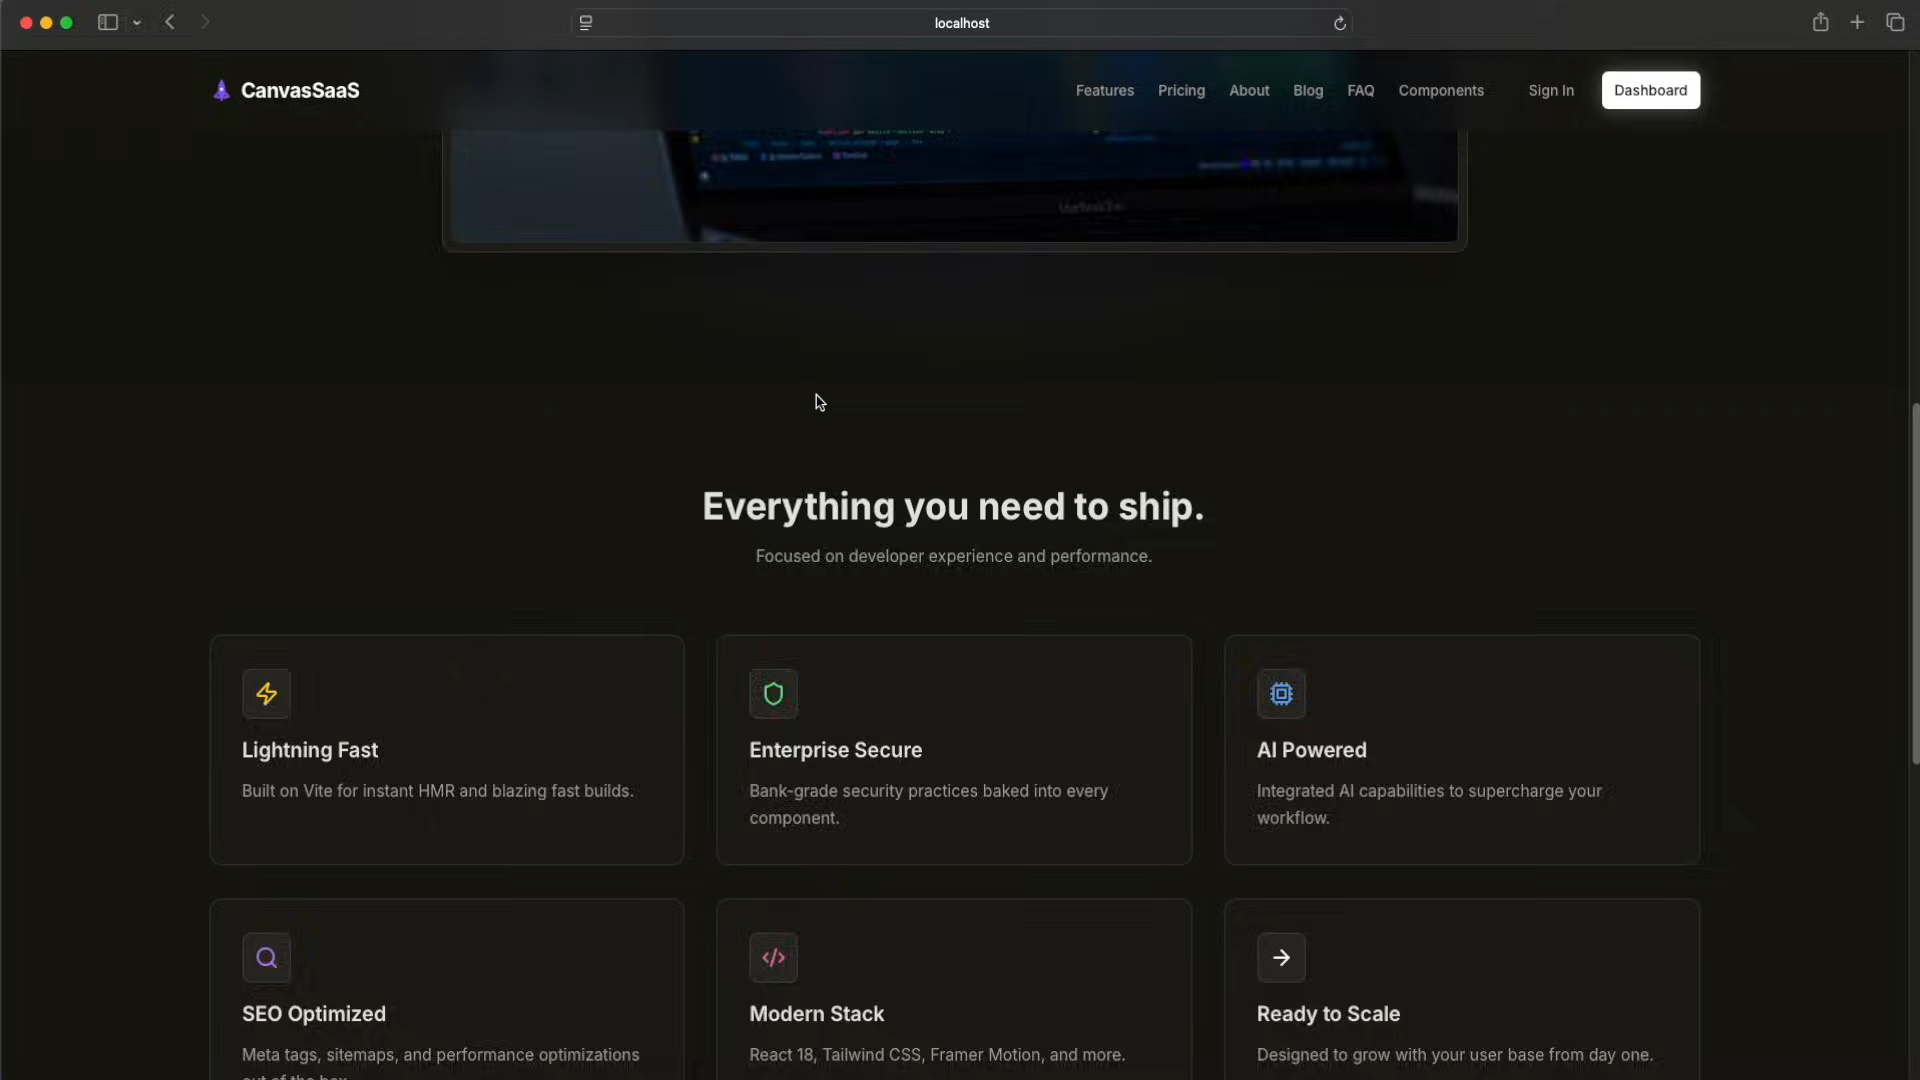 localhost
CanvasSaaS
Features Pricing About Blog FAQ Components Sign In Dashboard
Everything you need to ship.
Focused on developer experience and performance.
Lightning Fast
Built on Vite for instant HMR and blazing fast builds.
Enterprise Secure
Bank-grade security practices baked into every
component.
AI Powered
Integrated AI capabilities to supercharge your
workflow.
SEO Optimized
Meta tags, sitemaps, and performance optimizations
out of the box.
Modern Stack
React 18, Tailwind CSS, Framer Motion, and more.
Ready to Scale
Designed to grow with your user base from day one.